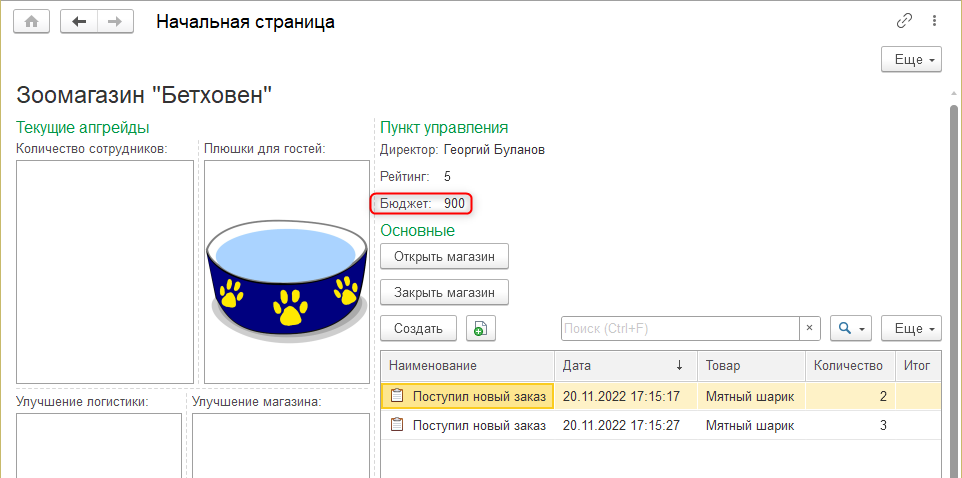 Начальная страница
Еще
Зоомагазин "Бетховен"
Текущие апгрейды
Количество сотрудников:
Плюшки для гостей:
Пункт управления
Директор: Георгий Буланов
Рейтинг: 5
Бюджет: 900
Основные
Открыть магазин
Закрыть магазин
Создать
Поиск (Ctrl+F)
×
Еще
Наименование Дата ↓ Товар Количество Итог
Поступил новый заказ 20.11.2022 17:15:17 Мятный шарик 2
Поступил новый заказ 20.11.2022 17:15:27 Мятный шарик 3
Улучшение логистики:
Улучшение магазина: